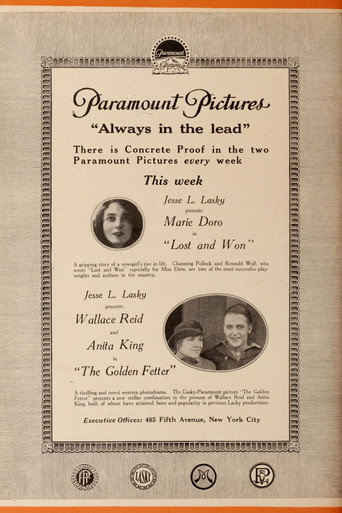 Paramount
Pictures
Paramount Pictures
"Always in the lead"
There is Concrete Proof in the two
Paramount Pictures every week
This week
Jesse L. Lasky
presents
Marie Doro
in
"Lost and Won"
A gripping story of a newsgirl's rise in life. Channing Pollock and Rennold Wolf, who
wrote "Lost and Won" especially for Miss Doro, are two of the most successful play-
wrights and authors in the country.
Jesse L. Lasky
presents
Wallace Reid
and
Anita King
in
"The Golden Fetter"
A thrilling and novel western photodrama. The Lasky-Paramount picture "The Golden
Fetter" presents a new stellar combination in the persons of Wallace Reid and Anita
King, both of whom have attained fame and popularity in previous Lasky productions.
Executive Offices: 485 Fifth Avenue, New York City
LASKY